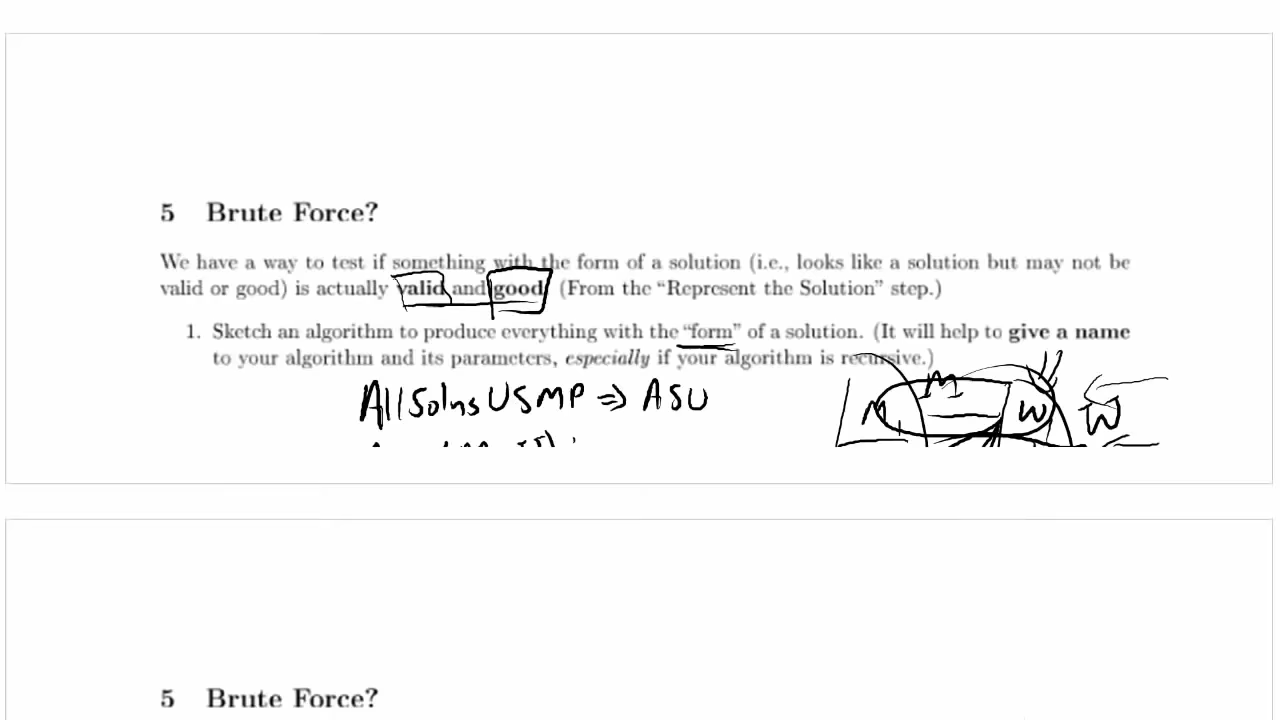 5 Brute Force?
We have a way to test if something with the form of a solution (i.e., looks like a solution but may not be
valid or good) is actually valid and good. (From the “Represent the Solution” step.)
1. Sketch an algorithm to produce everything with the “form” of a solution. (It will help to give a name
to your algorithm and its parameters, especially if your algorithm is recursive.)
AllSolnsUSMP ⇒ ASU
M
M W W
5 Brute Force?